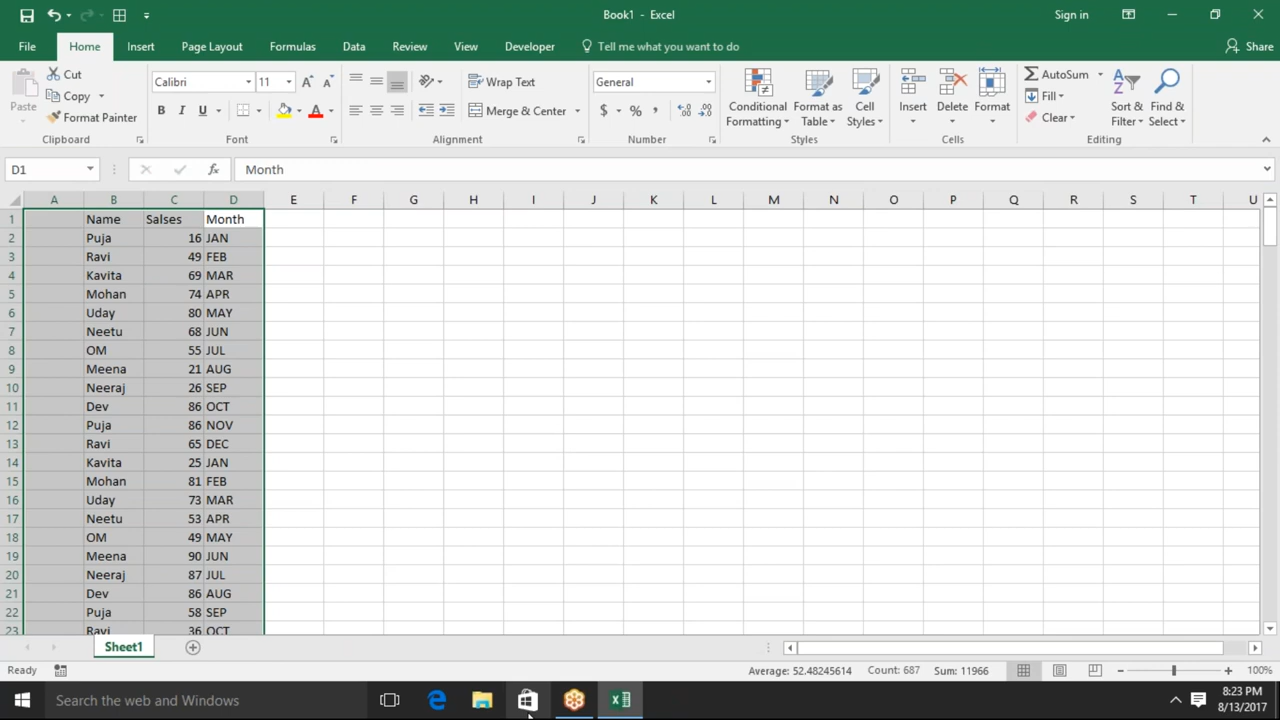 Book1 - Excel
Sign in
File Home Insert Page Layout Formulas Data Review View Developer Tell me what you want to do Share
Paste
Cut
Copy
Format Painter
Clipboard
Calibri 11
B I U
A A
A
Font
Wrap Text
Merge & Center
Alignment
General
$ % ,
Number
Conditional Formatting
Format as Table
Cell Styles
Styles
Insert Delete Format
Cells
AutoSum
Fill
Clear
Sort & Filter
Find & Select
Editing
D1 fx Month
A B C D E F G H I J K L M N O P Q R S T U
1 Name Salses Month
2 Puja 16 JAN
3 Ravi 49 FEB
4 Kavita 69 MAR
5 Mohan 74 APR
6 Uday 80 MAY
7 Neetu 68 JUN
8 OM 55 JUL
9 Meena 21 AUG
10 Neeraj 26 SEP
11 Dev 86 OCT
12 Puja 86 NOV
13 Ravi 65 DEC
14 Kavita 25 JAN
15 Mohan 81 FEB
16 Uday 73 MAR
17 Neetu 53 APR
18 OM 49 MAY
19 Meena 90 JUN
20 Neeraj 87 JUL
21 Dev 86 AUG
22 Puja 58 SEP
23 Ravi 36 OCT
Sheet1
Ready Average: 52.48245614 Count: 687 Sum: 11966 100%
Search the web and Windows
8:23 PM
8/13/2017